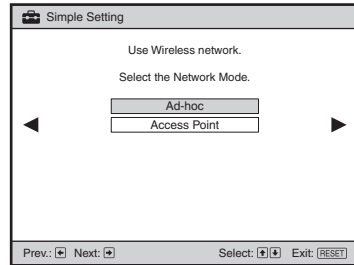 Simple Setting
Use Wireless network.
Select the Network Mode.
Ad-hoc
Access Point
Prev.: Next: Select: Exit: RESET